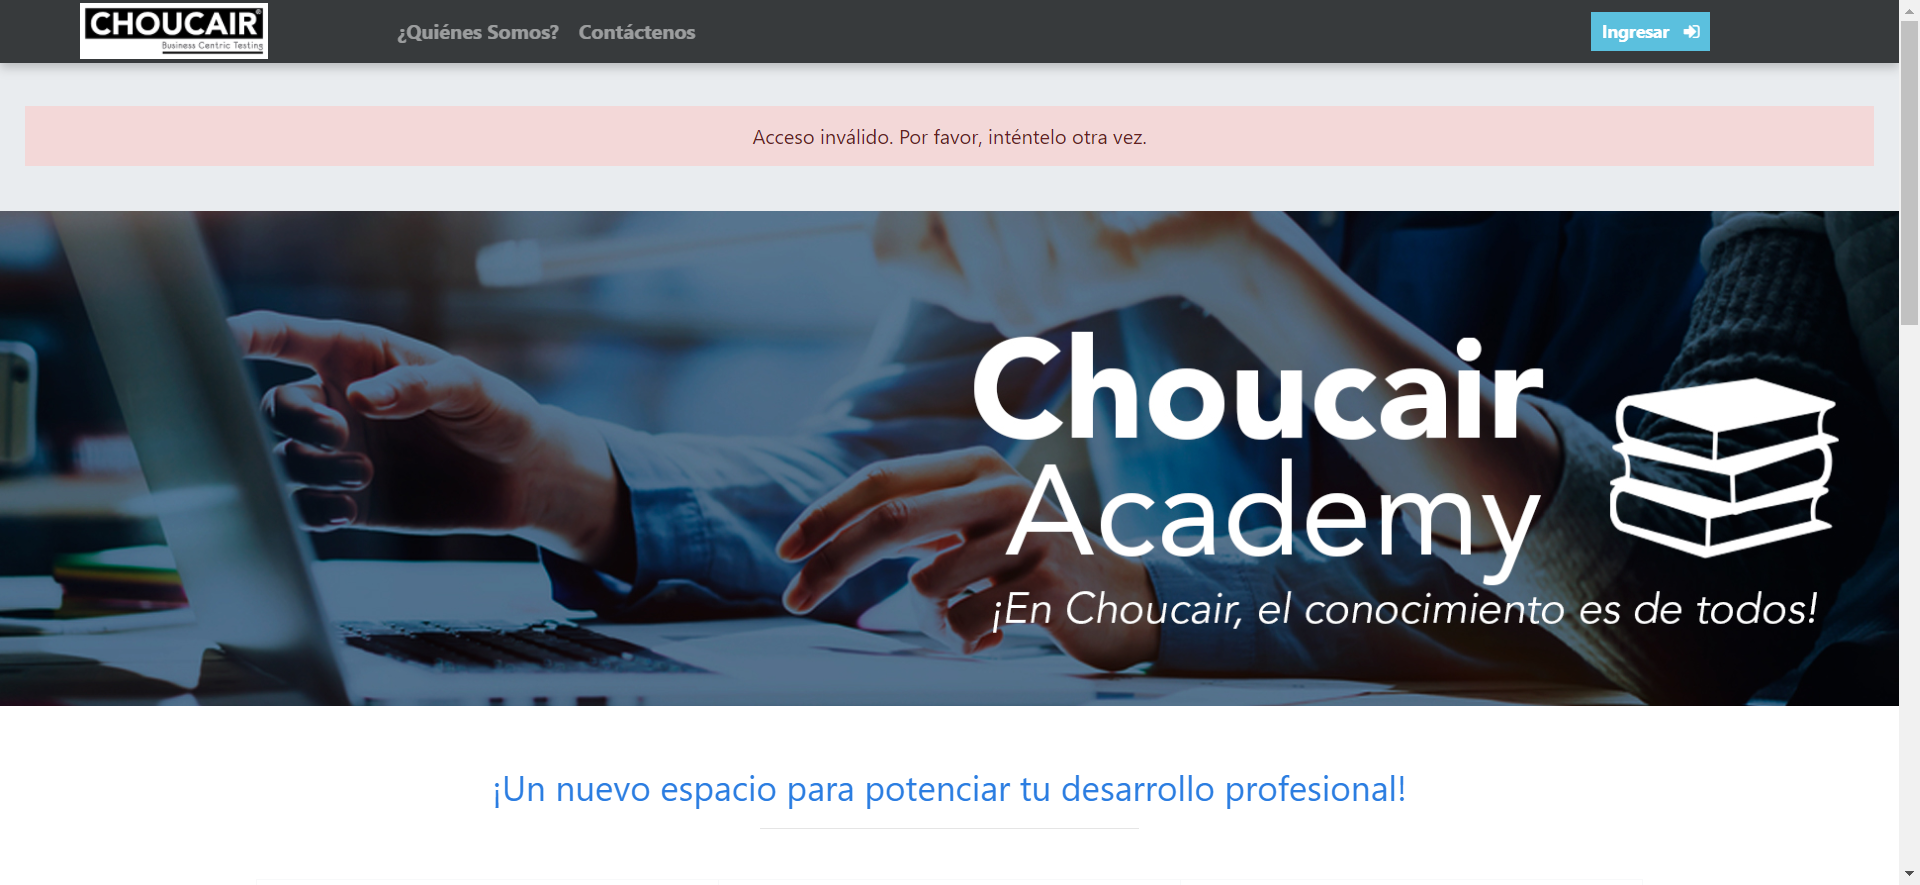 CHOUCAIR®
Business Centric Testing
¿Quiénes Somos?
Contáctenos
Ingresar
Acceso inválido. Por favor, inténtelo otra vez.
Choucair
Academy
¡En Choucair, el conocimiento es de todos!
¡Un nuevo espacio para potenciar tu desarrollo profesional!